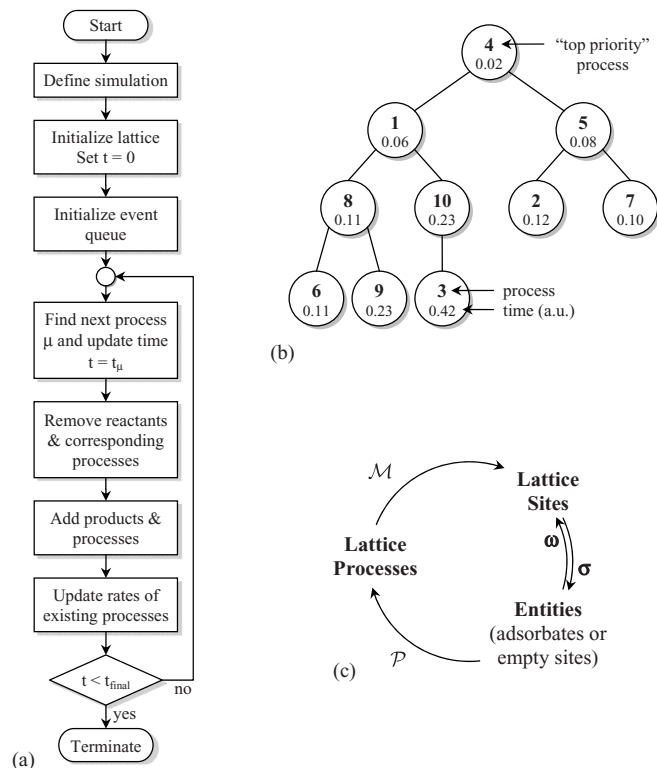 Start
Define simulation
Initialize lattice
Set t = 0
Initialize event
queue
Find next process
μ and update time
t = tμ
Remove reactants
& corresponding
processes
Add products &
processes
Update rates of
existing processes
t < tfinal
no
yes
Terminate
(a)
4
0.02
“top priority”
process
1
0.06
5
0.08
8
0.11
10
0.23
2
0.12
7
0.10
6
0.11
9
0.23
3
0.42
process
time (a.u.)
(b)
ℳ
Lattice
Sites
Lattice
Processes
ω
σ
Entities
(adsorbates or
empty sites)
𝒫
(c)